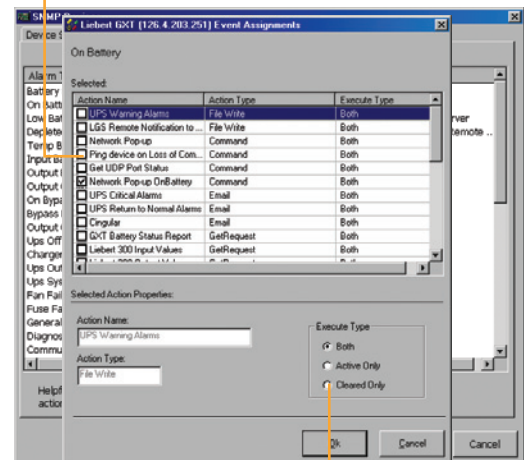 SNMP
Liebert GXT (126.4.203.251) Event Assignments
Device
On Battery
Alarm
Selected:
Action Name Action Type Execute Type
UPS Warning Alarms File Write Both
LGS Remote Notification to ... File Write Both
Network Pop-up Command Both
Ping device on Loss of Com... Command Both
Get UDP Port Status Command Both
Network Pop-up OnBattery Command Both
UPS Critical Alarms Email Both
UPS Return to Normal Alarms Email Both
Cingular Email Both
GXT Battery Status Report GetRequest Both
Liebert 300 Input Values GetRequest Both
Battery
On Batt
Low Bat
Deplete
Temp B
Input Ba
Output
Output
On Bypa
Bypass
Output
Ups Off
Charger
Ups Out
Ups Sys
Fan Fail
Fuse Fa
General
Diagnos
Commu
rver
emote ..
Selected Action Properties:
Action Name:
UPS Warning Alarms
Action Type:
File Write
Execute Type
Both
Active Only
Cleared Only
Helpf
action
Ok Cancel Cancel